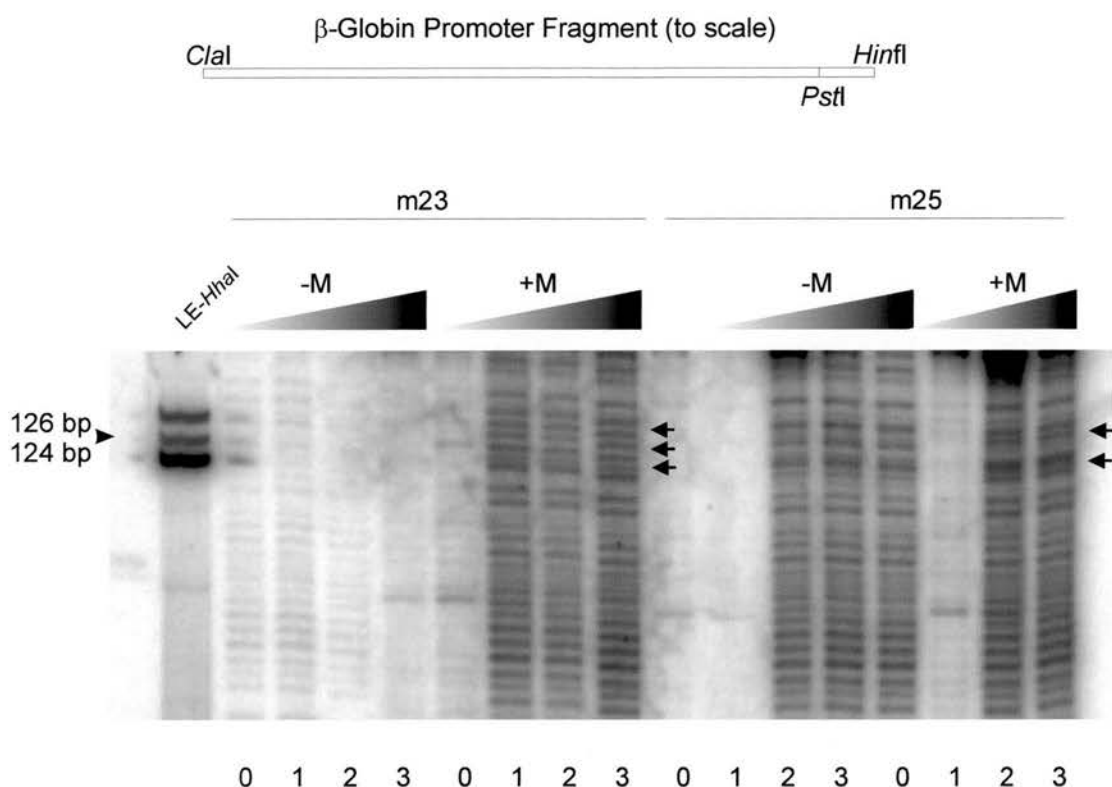 β-Globin Promoter Fragment (to scale)
ClaI
HinfI
PstI
m23
m25
LE-HhaI
-M
+M
-M
+M
126 bp
124 bp
0 1 2 3 0 1 2 3 0 1 2 3 0 1 2 3